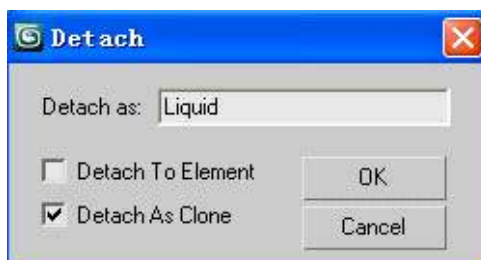 Detach
Detach as: Liquid
Detach To Element
OK
Detach As Clone
Cancel